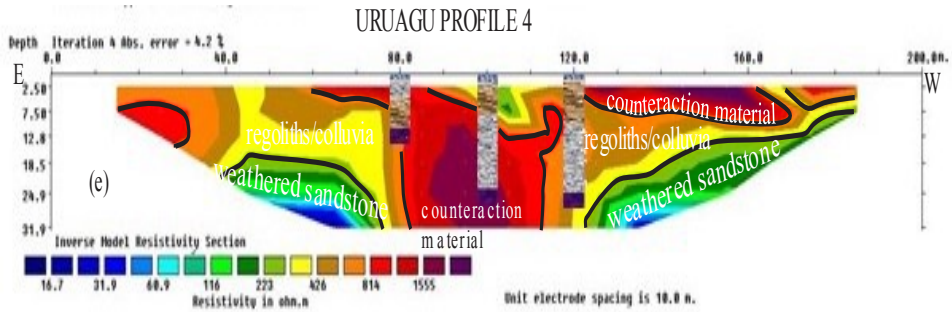 URUAGU PROFILE 4
Depth Iteration 4 Abs. error = 4.2 %
0.0 40.0 80.0 120.0 160.0 200.0m.
E W
2.50
7.50
12.8
18.5
24.9
31.9
counteraction material
regoliths/colluvia regoliths/colluvia
weathered sandstone weathered sandstone
(e)
counteraction
material
Inverse Model Resistivity Section
16.7 31.9 60.9 116 223 426 814 1555
Resistivity in ohm.m
Unit electrode spacing is 10.0 m.